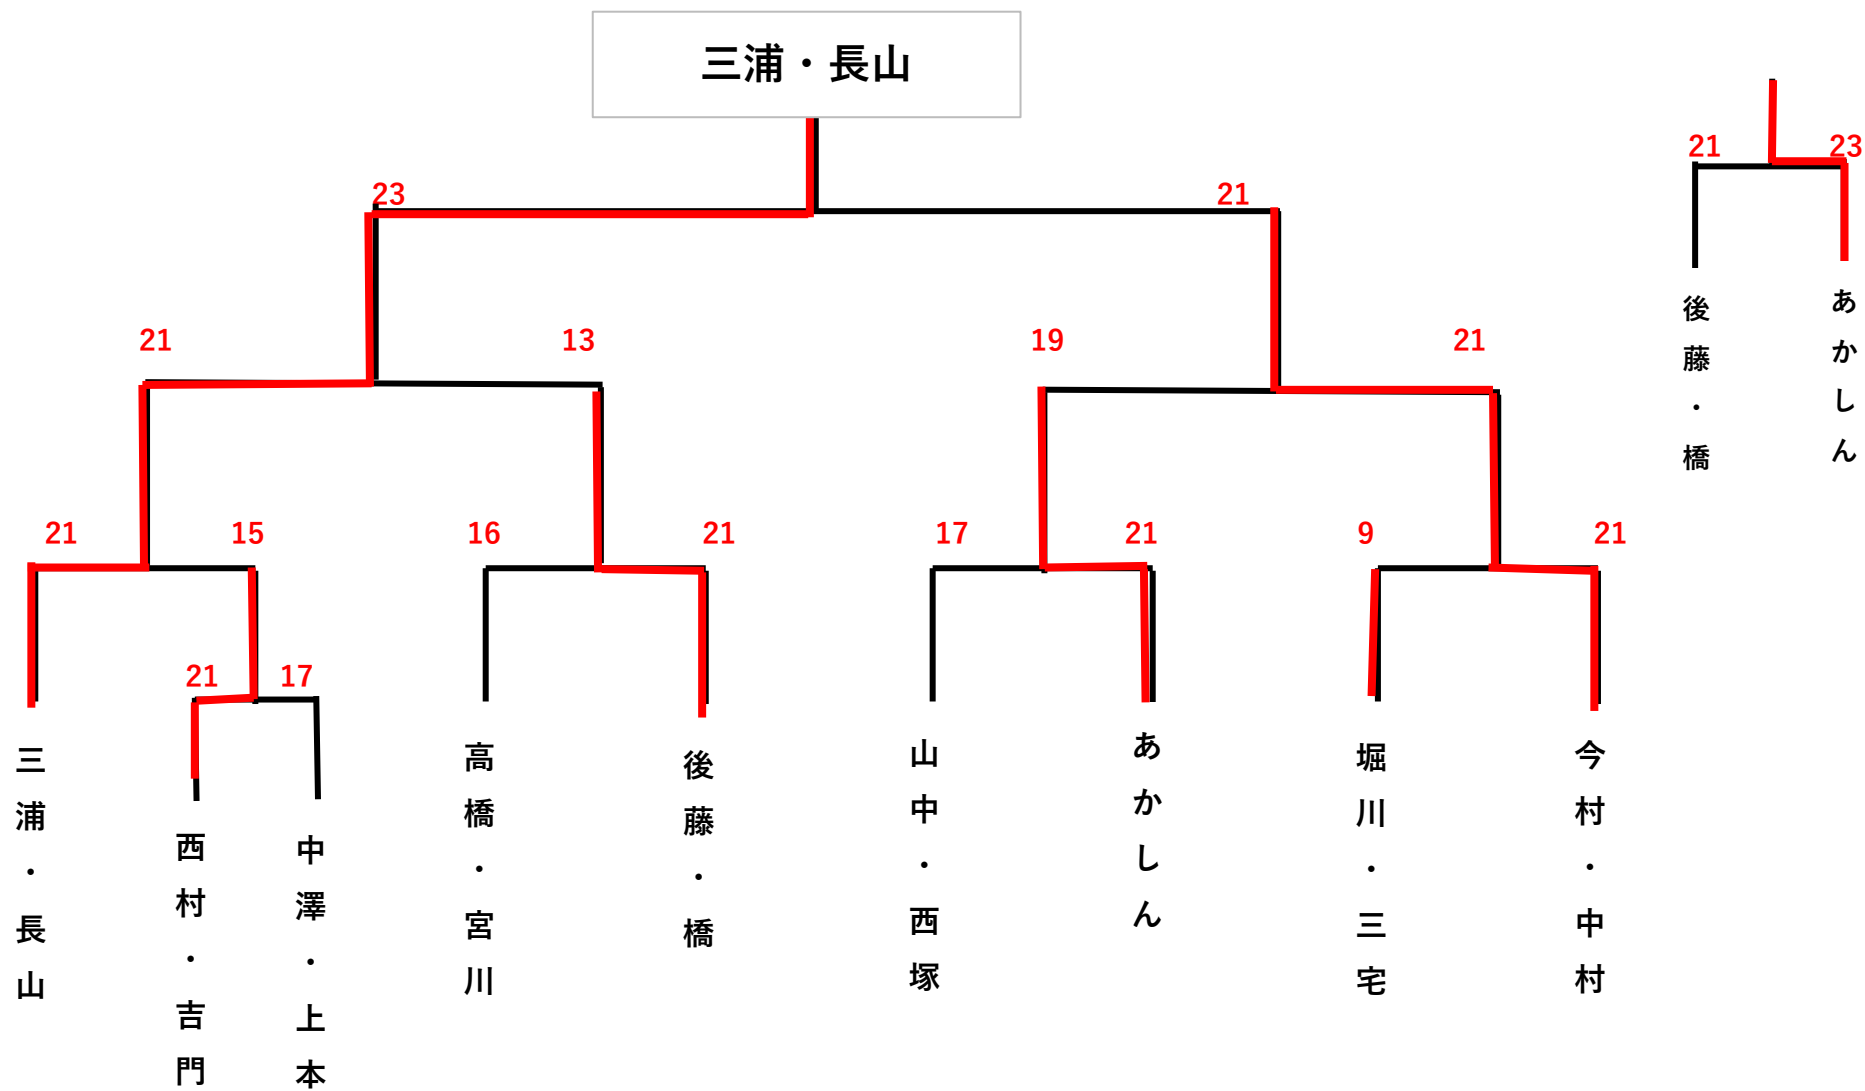 三浦・長山
21
23
23
21
後藤・橋
あかしん
21
13
19
21
21
15
16
21
17
21
9
21
21
17
三浦・長山
西村・吉門
中澤・上本
高橋・宮川
後藤・橋
山中・西塚
あかしん
堀川・三宅
今村・中村